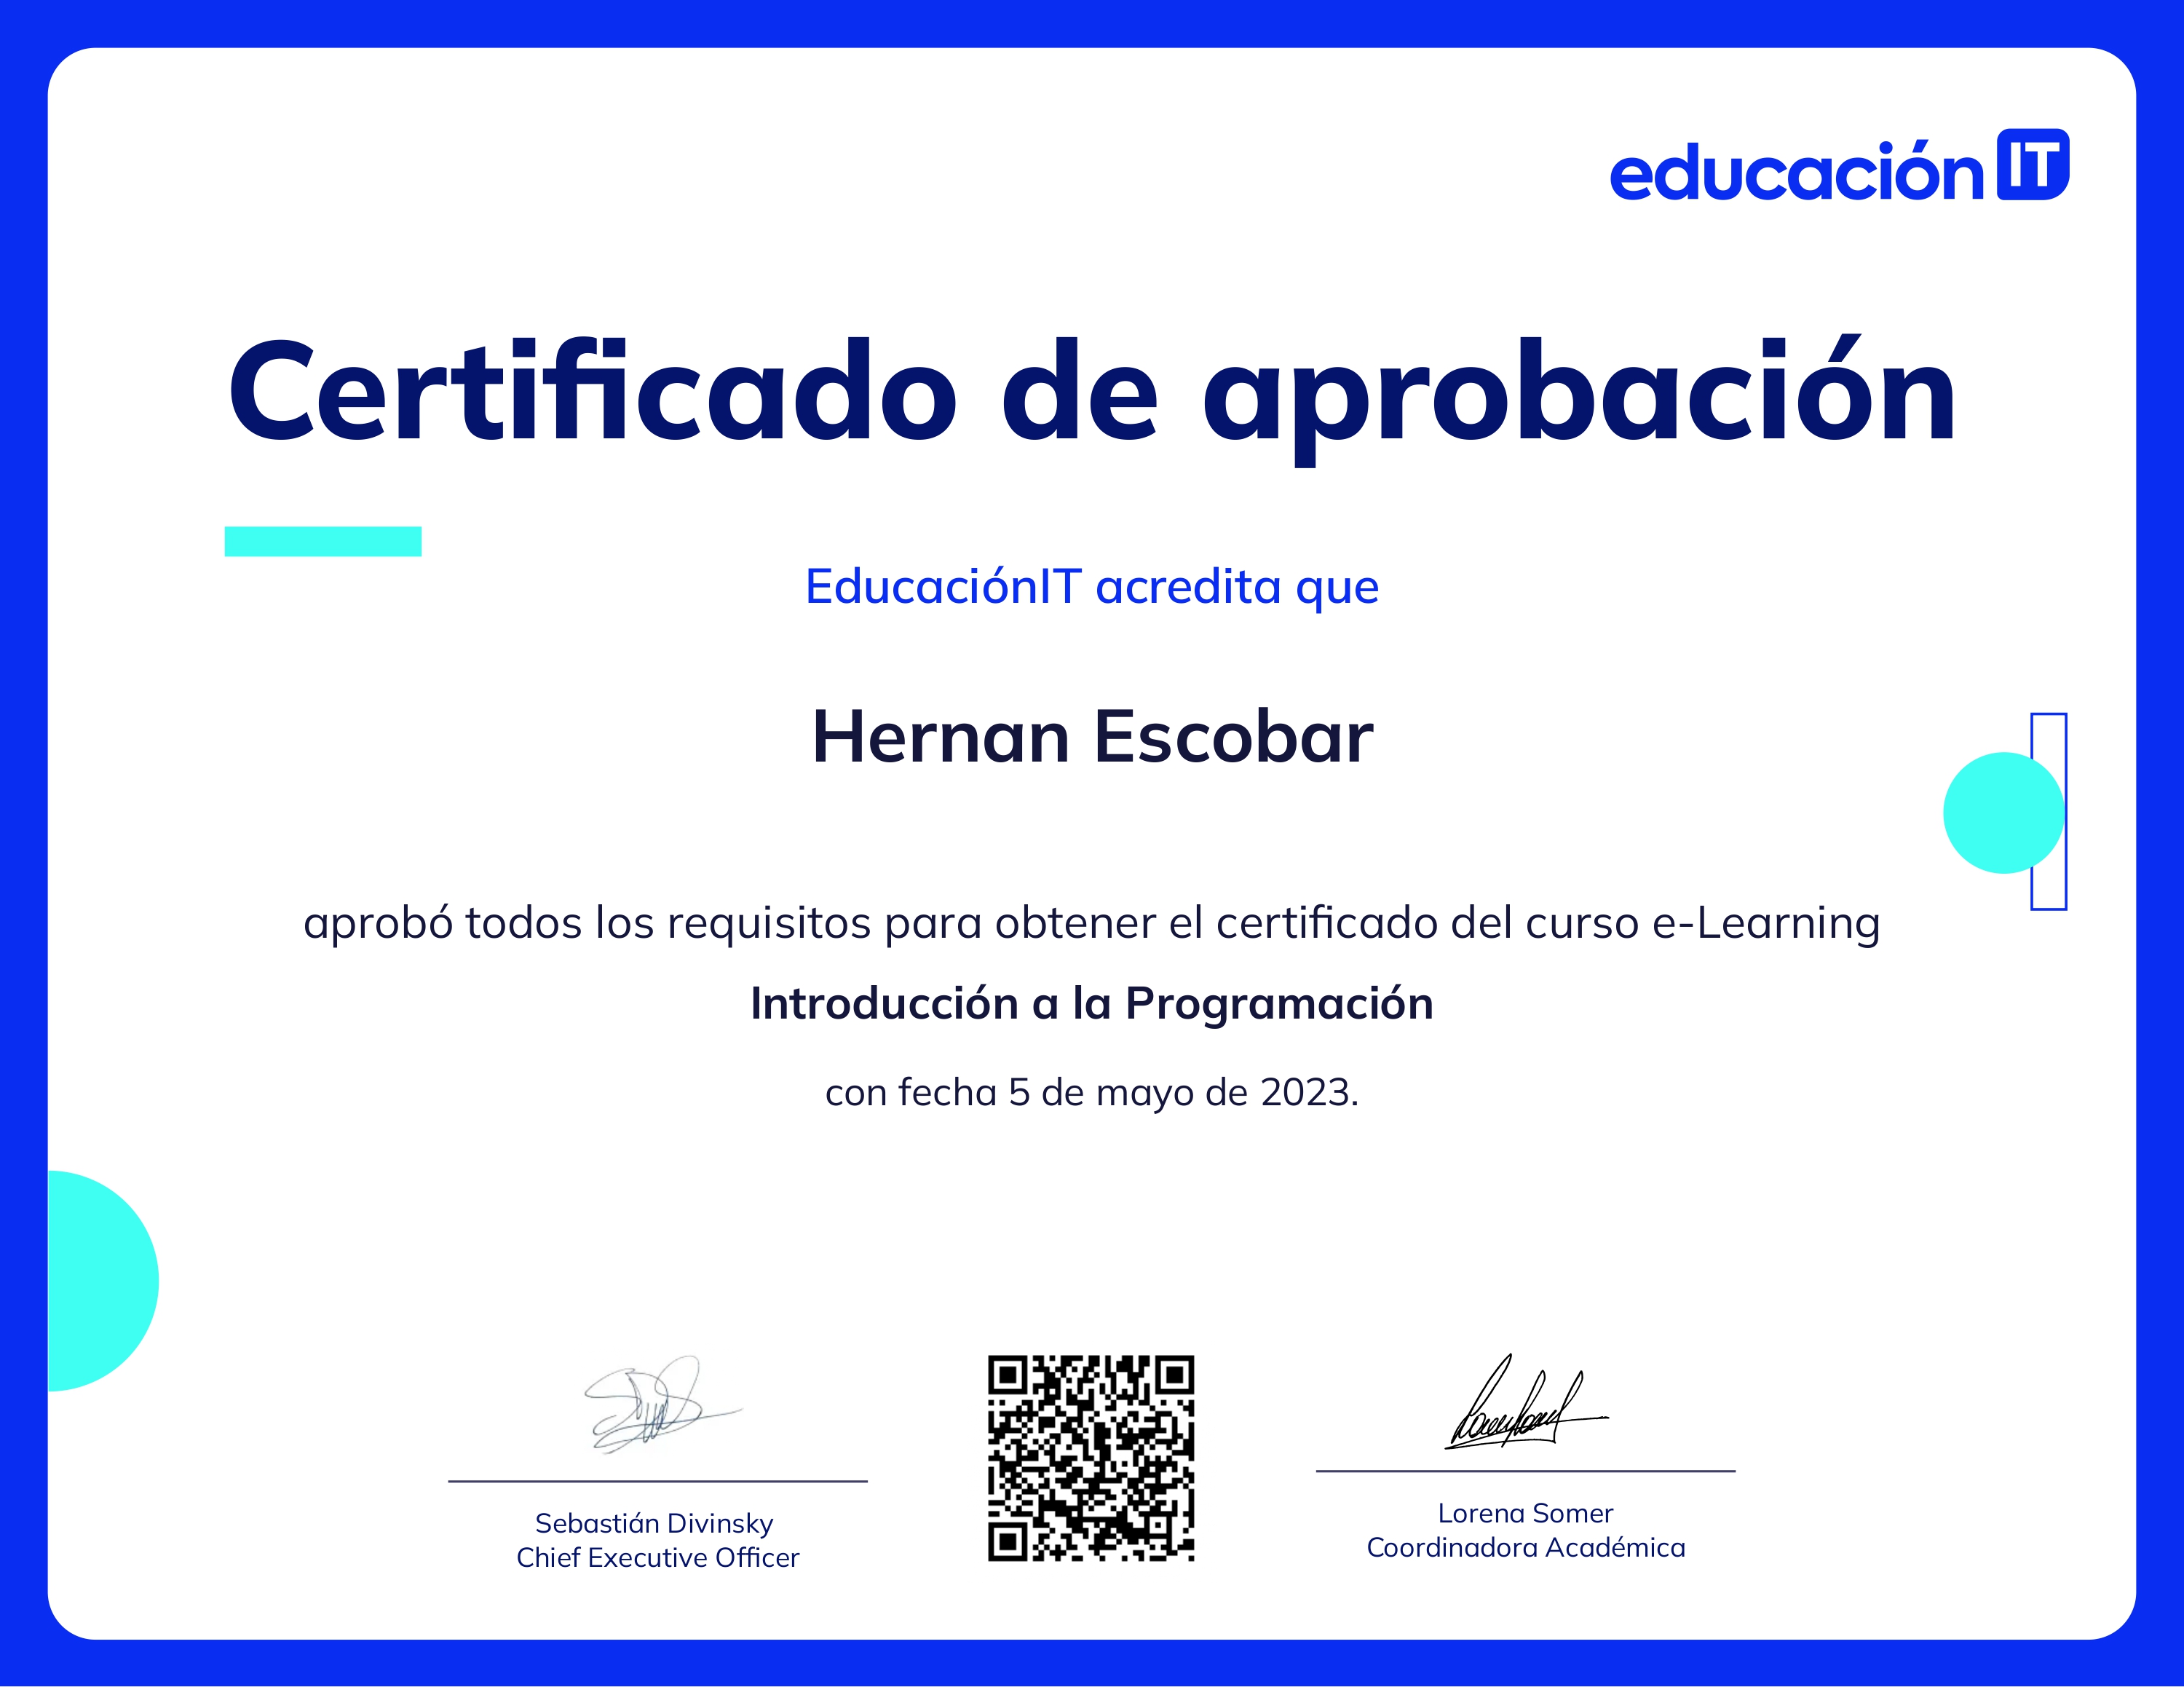 educación IT
Certificado de aprobación
EducaciónIT acredita que
Hernan Escobar
aprobó todos los requisitos para obtener el certificado del curso e-Learning
Introducción a la Programación
con fecha 5 de mayo de 2023.
Sebastián Divinsky
Chief Executive Officer
Lorena Somer
Coordinadora Académica